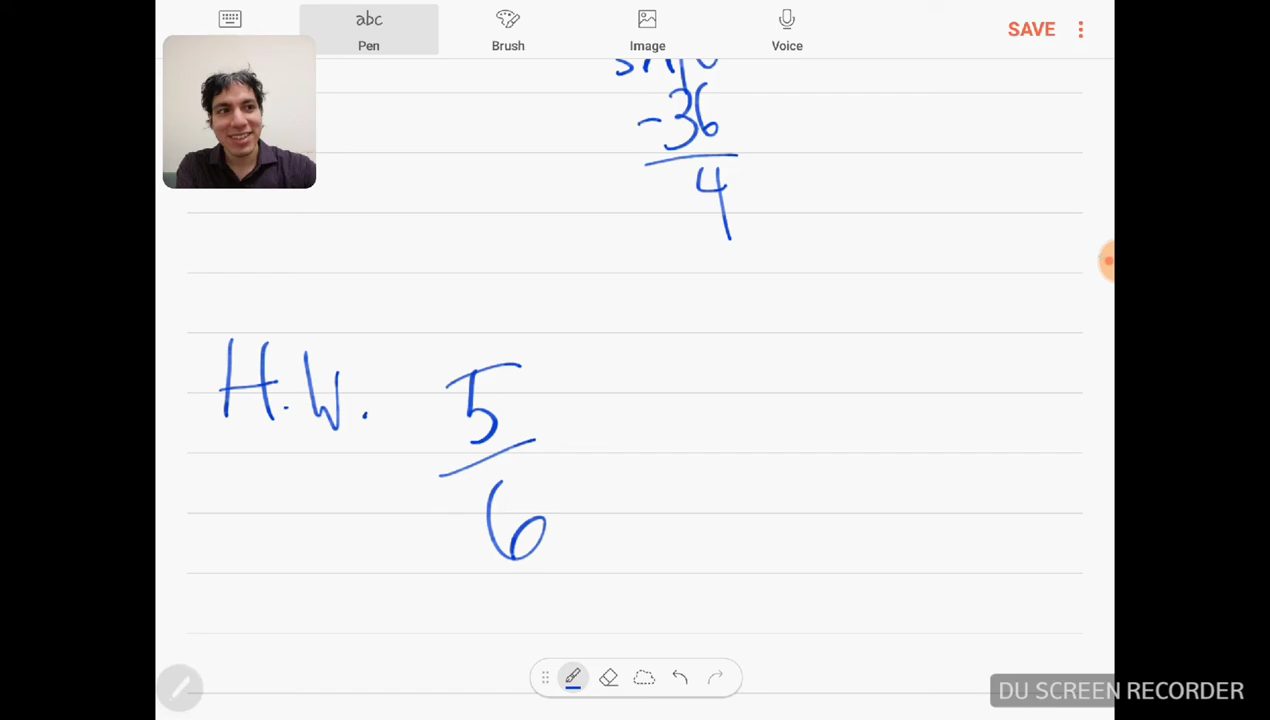 abc
Pen
Brush
Image
Voice
SAVE
-36
4
H.W. 5
6
DU SCREEN RECORDER